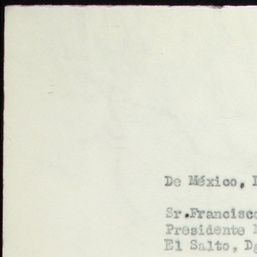 De México,
Sr.Francisco
Presidente
El Salto, Dg